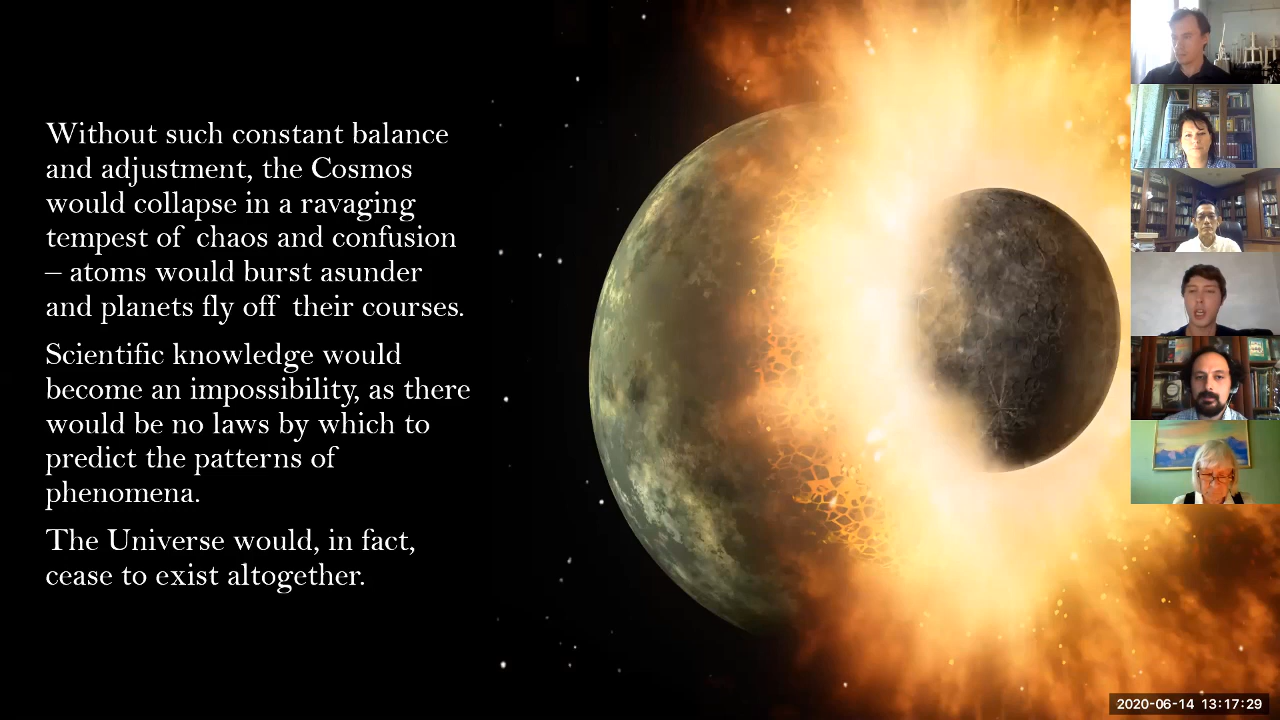 Without such constant balance
and adjustment, the Cosmos
would collapse in a ravaging
tempest of chaos and confusion
– atoms would burst asunder
and planets fly off their courses.
Scientific knowledge would
become an impossibility, as there
would be no laws by which to
predict the patterns of
phenomena.
The Universe would, in fact,
cease to exist altogether.
2020-06-14 13:17:29